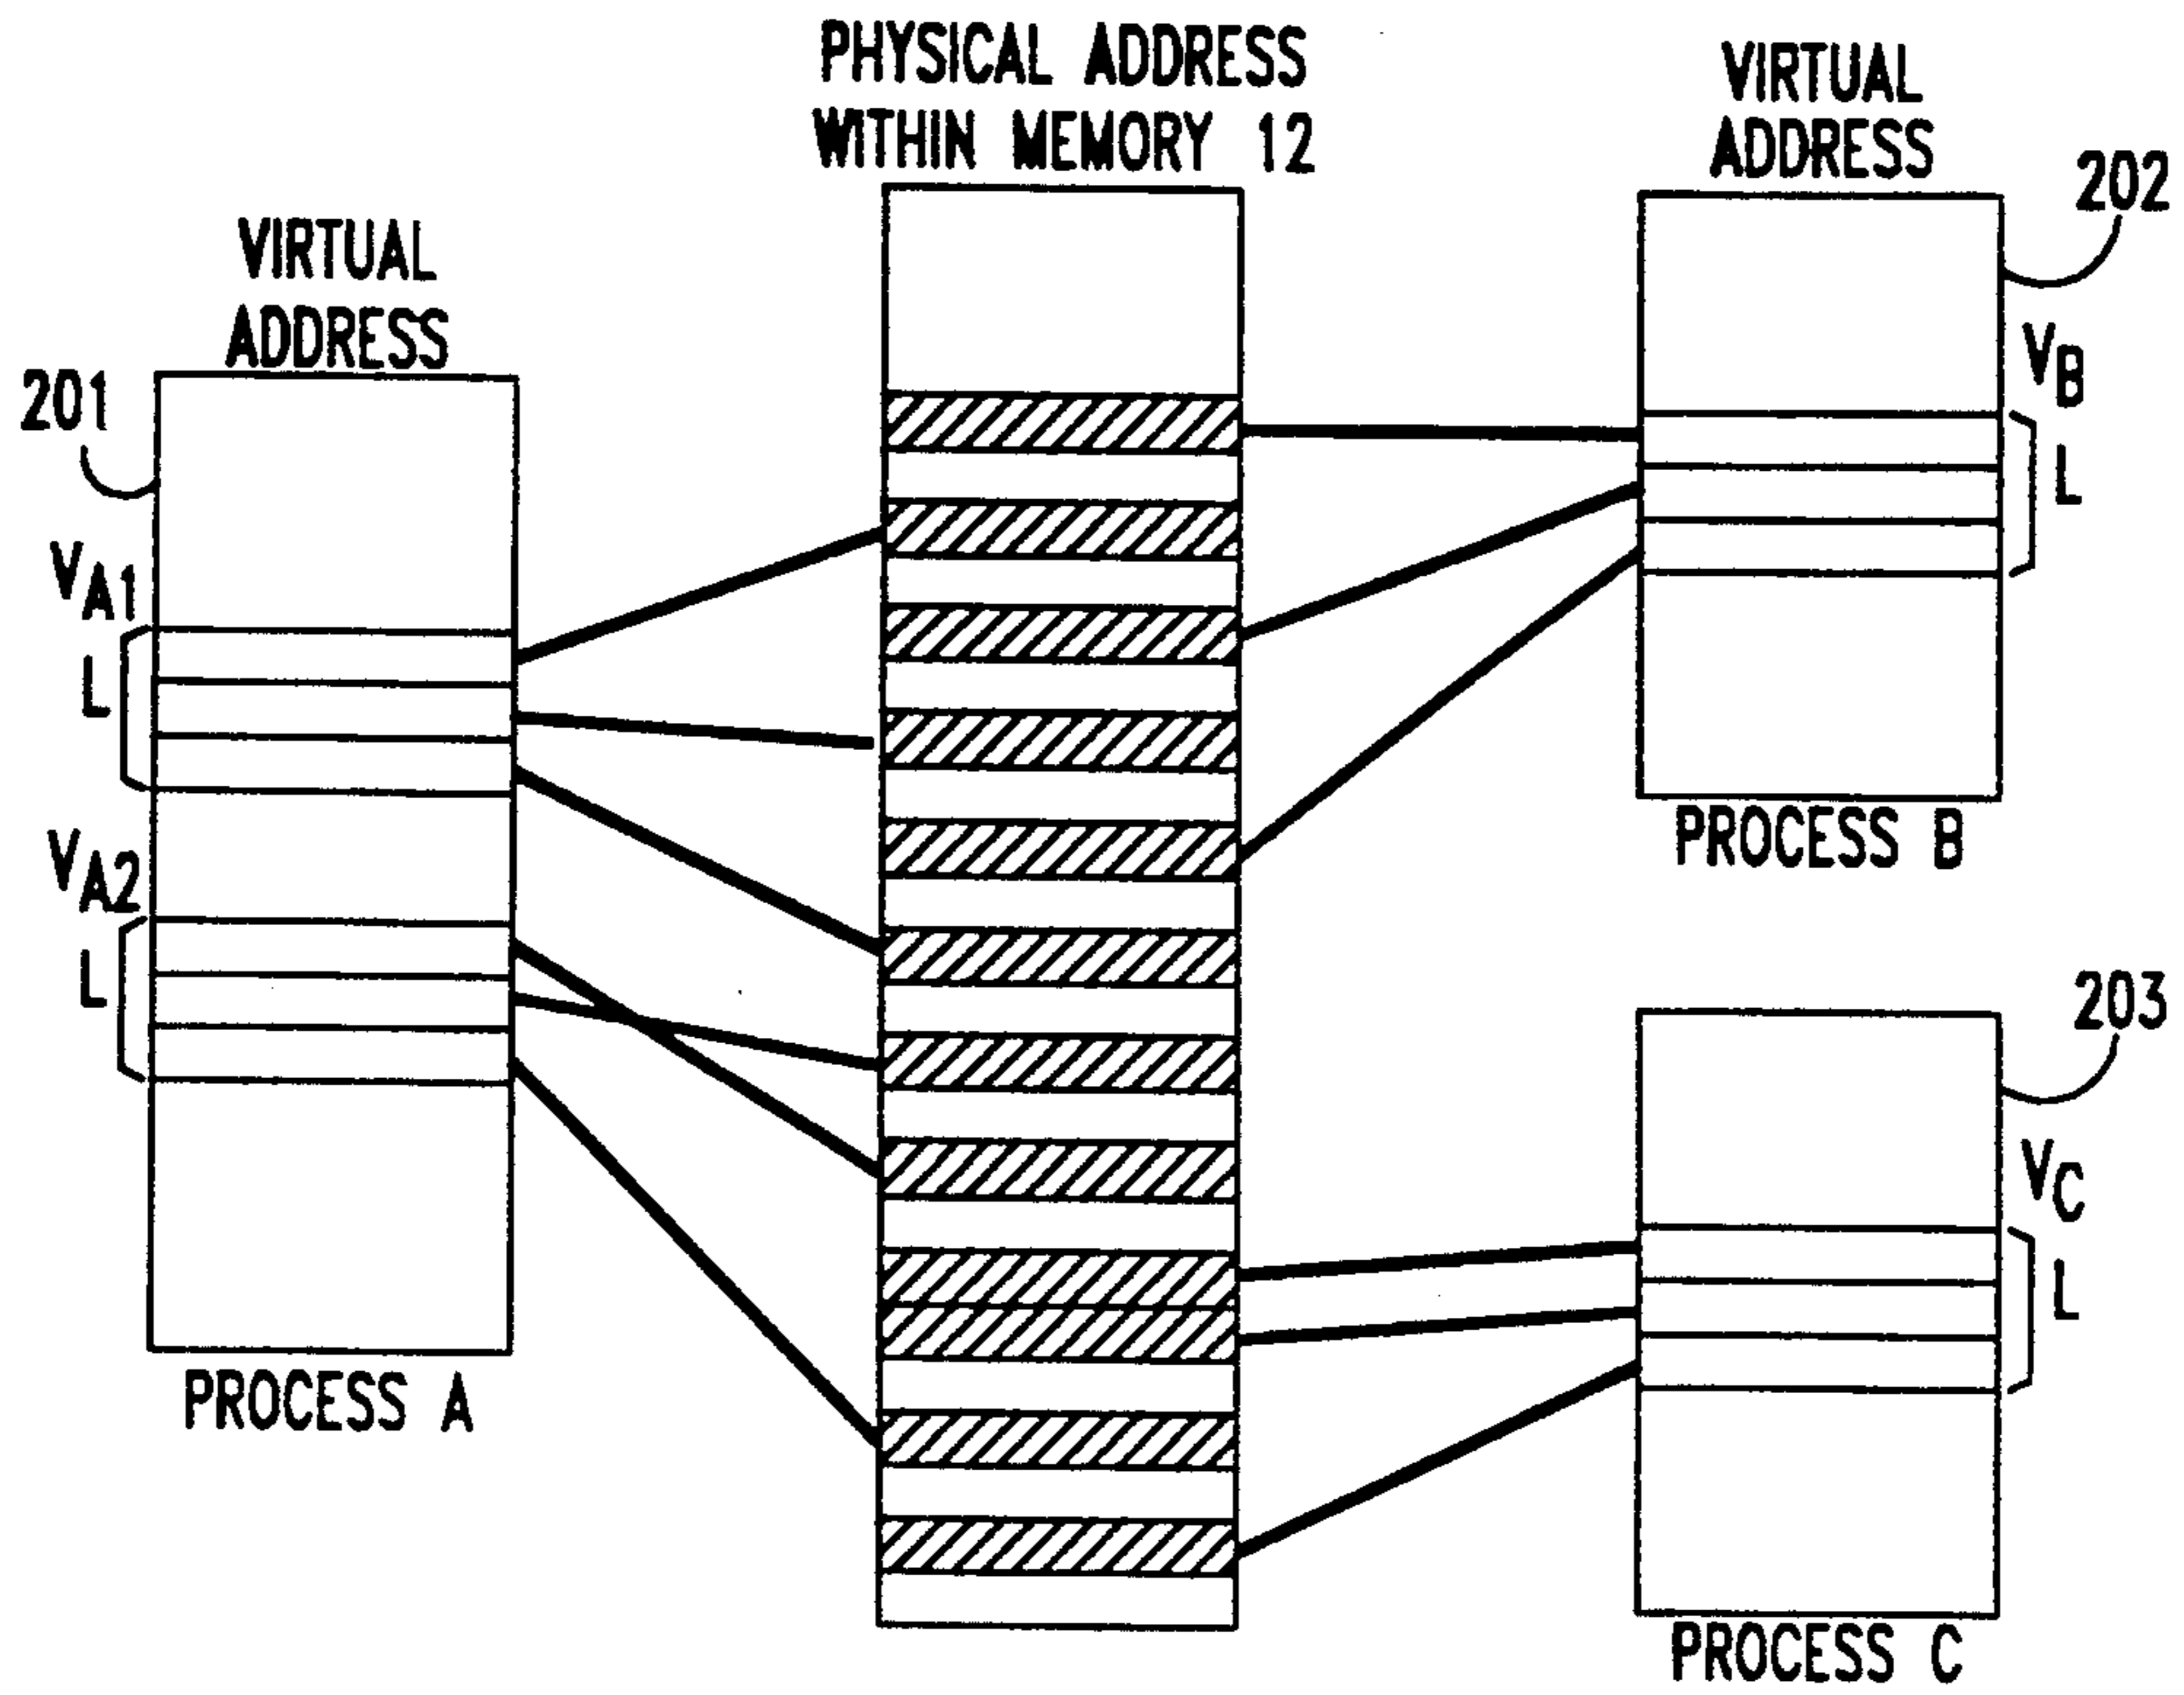 PHYSICAL ADDRESS
WITHIN MEMORY 12
VIRTUAL
ADDRESS
201
VA1
L
VA2
L
PROCESS A
VIRTUAL
ADDRESS
202
VB
L
PROCESS B
203
VC
L
PROCESS C